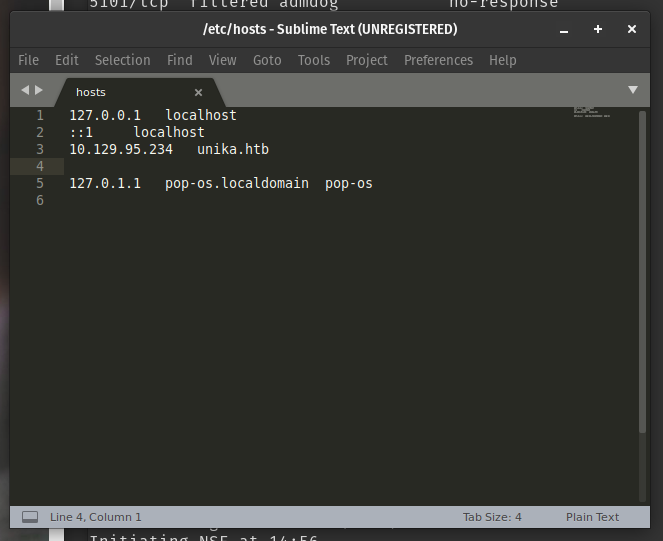 5101/tcp filtered admdog no-response
/etc/hosts - Sublime Text (UNREGISTERED)
File Edit Selection Find View Goto Tools Project Preferences Help
hosts
1 127.0.0.1 localhost
2 ::1 localhost
3 10.129.95.234 unika.htb
4
5 127.0.1.1 pop-os.localdomain pop-os
6
Line 4, Column 1 Tab Size: 4 Plain Text
Initiating NSE at 14:56